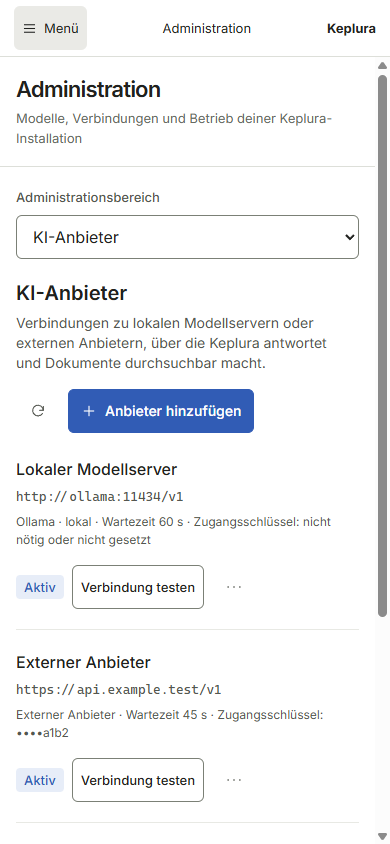 Menü
Administration
Keplura
Administration
Modelle, Verbindungen und Betrieb deiner Keplura-
Installation
Administrationsbereich
KI-Anbieter
KI-Anbieter
Verbindungen zu lokalen Modellservern oder
externen Anbietern, über die Keplura antwortet
und Dokumente durchsuchbar macht.
Anbieter hinzufügen
Lokaler Modellserver
http://ollama:11434/v1
Ollama · lokal · Wartezeit 60 s · Zugangsschlüssel: nicht
nötig oder nicht gesetzt
Aktiv
Verbindung testen
···
Externer Anbieter
https://api.example.test/v1
Externer Anbieter · Wartezeit 45 s · Zugangsschlüssel:
••••a1b2
Aktiv
Verbindung testen
···